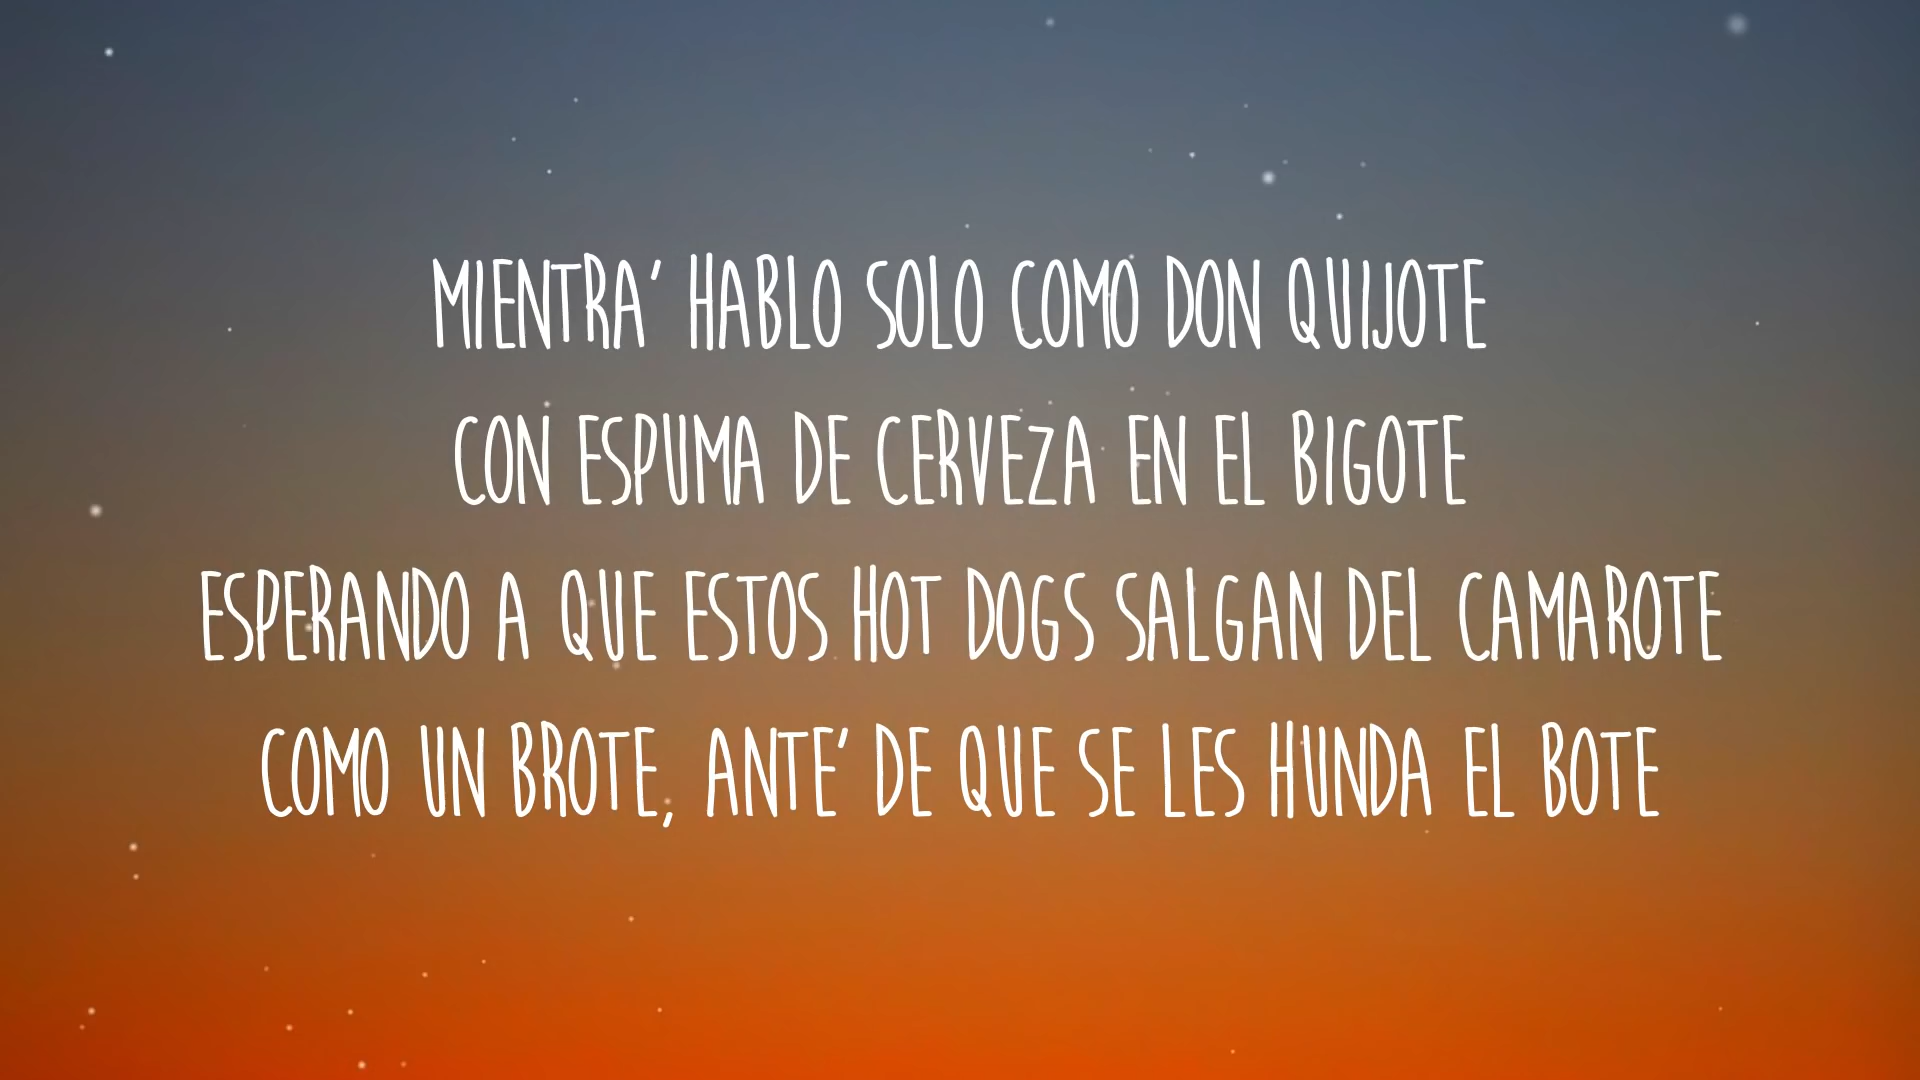 MIENTRA' HABLO SOLO COMO DON QUIJOTE
CON ESPUMA DE CERVEZA EN EL BIGOTE
ESPERANDO A QUE ESTOS HOT DOGS SALGAN DEL CAMAROTE
COMO UN BROTE, ANTE' DE QUE SE LES HUNDA EL BOTE